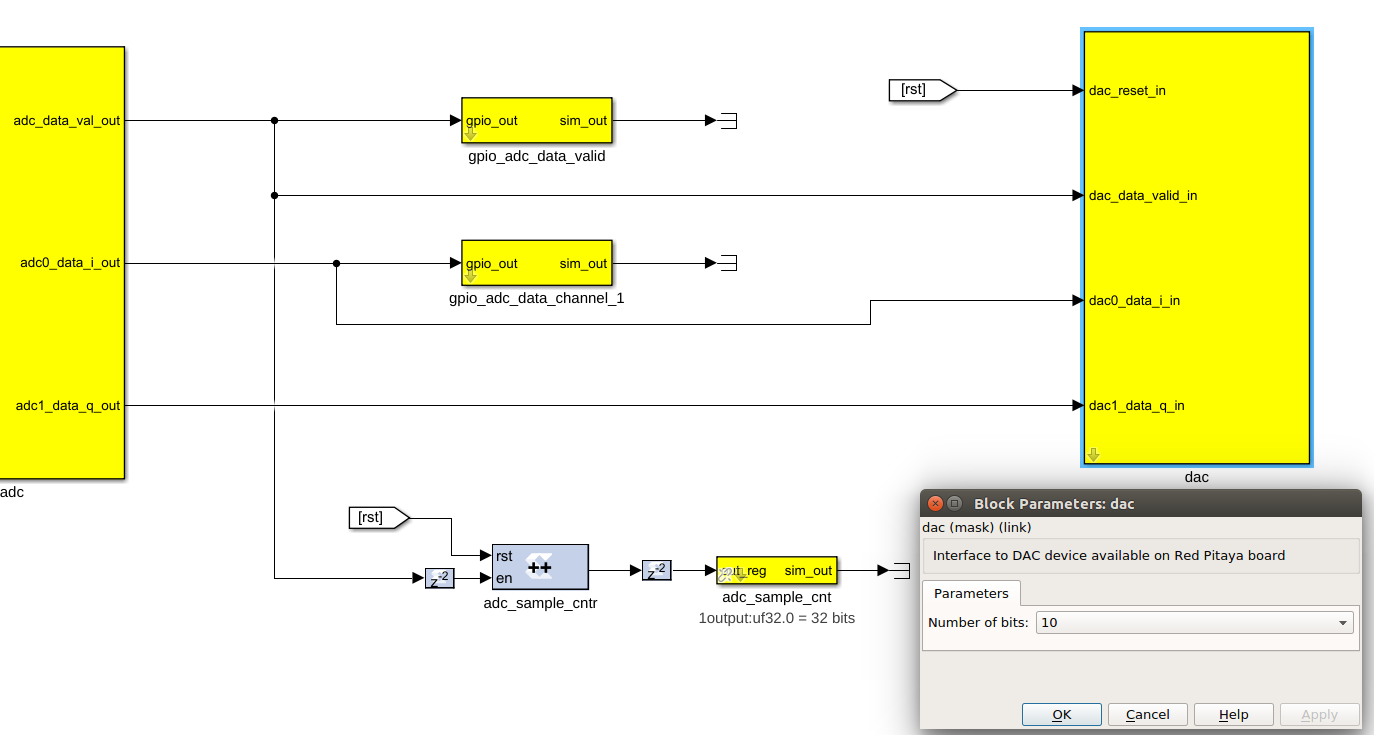 adc_data_val_out
adc0_data_i_out
adc1_data_q_out
adc
gpio_out sim_out
gpio_adc_data_valid
gpio_out sim_out
gpio_adc_data_channel_1
[rst]
dac_reset_in
dac_data_valid_in
dac0_data_i_in
dac1_data_q_in
dac
[rst]
z-2
rst
en
++
adc_sample_cntr
z-2
sim_out
adc_sample_cnt
1output:uf32.0 = 32 bits
Block Parameters: dac
dac (mask) (link)
Interface to DAC device available on Red Pitaya board
Parameters
Number of bits: 10
OK Cancel Help Apply